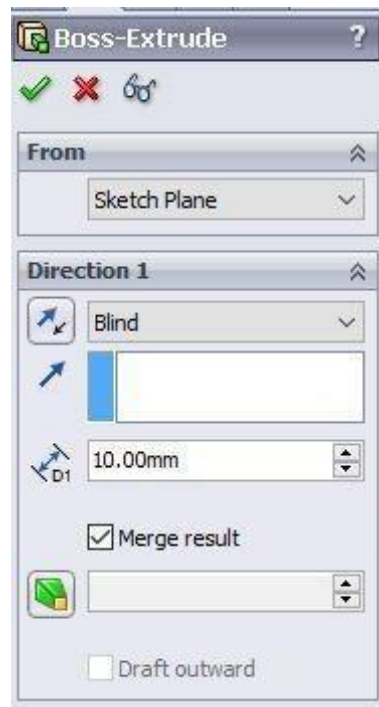 Boss-Extrude ?
From
Sketch Plane
Direction 1
Blind
D1 10.00mm
Merge result
Draft outward